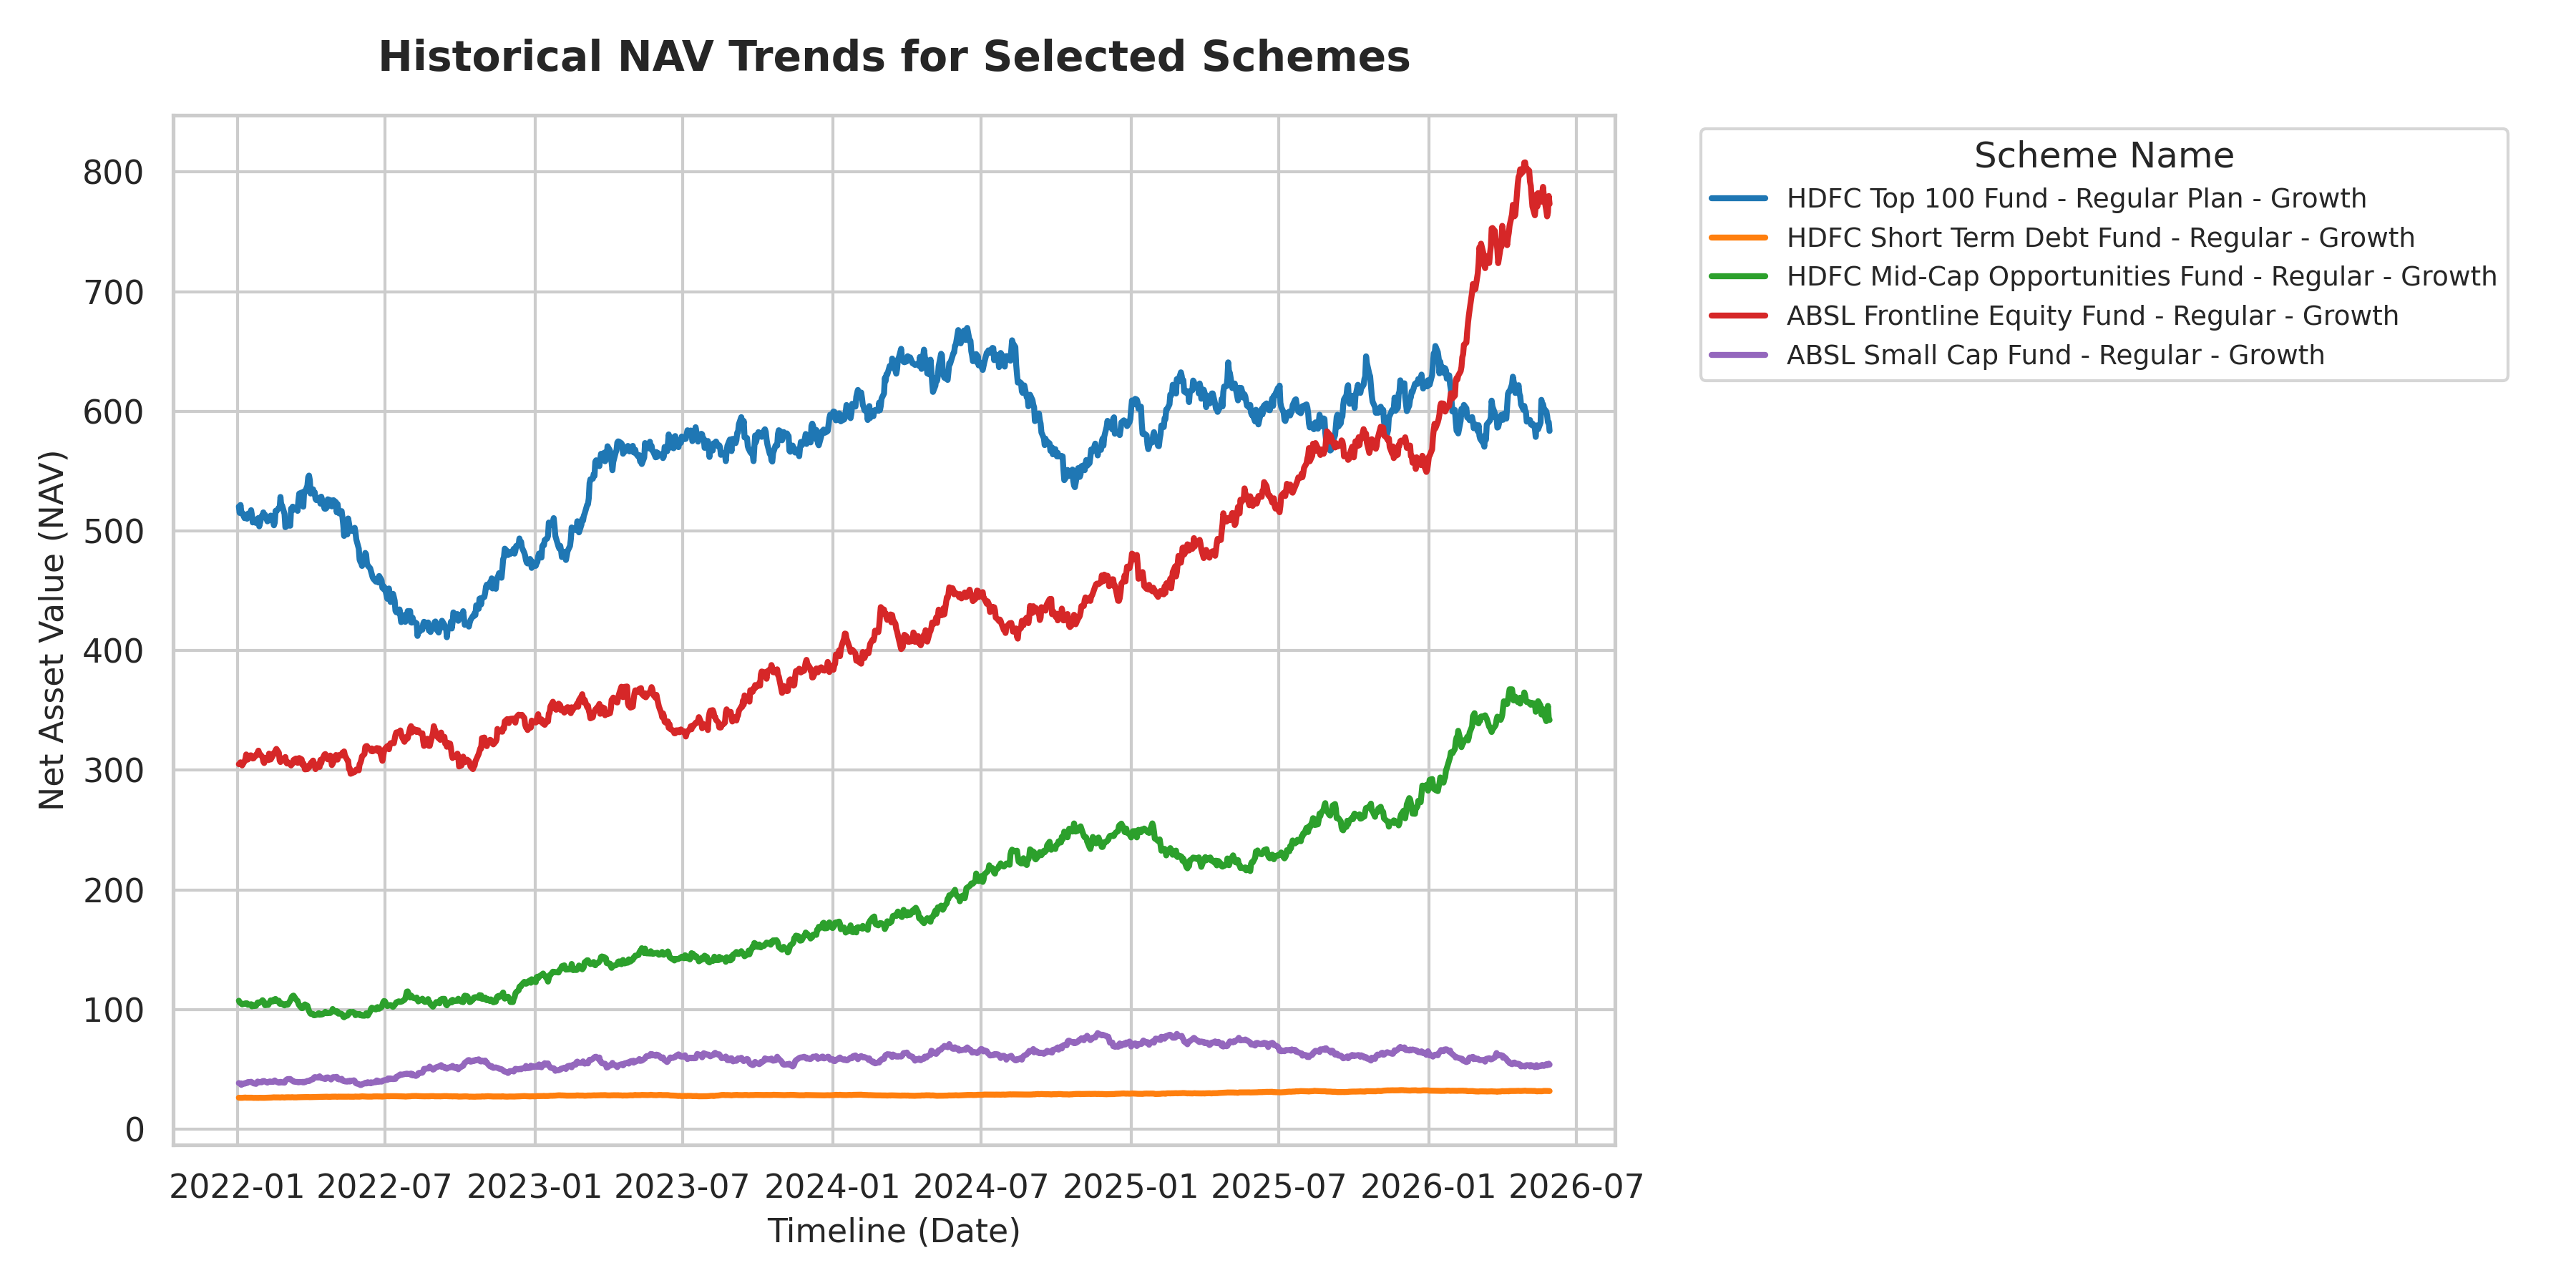 Historical NAV Trends for Selected Schemes
Net Asset Value (NAV)
800
700
600
500
400
300
200
100
0
2022-01 2022-07 2023-01 2023-07 2024-01 2024-07 2025-01 2025-07 2026-01 2026-07
Timeline (Date)
Scheme Name
HDFC Top 100 Fund - Regular Plan - Growth
HDFC Short Term Debt Fund - Regular - Growth
HDFC Mid-Cap Opportunities Fund - Regular - Growth
ABSL Frontline Equity Fund - Regular - Growth
ABSL Small Cap Fund - Regular - Growth